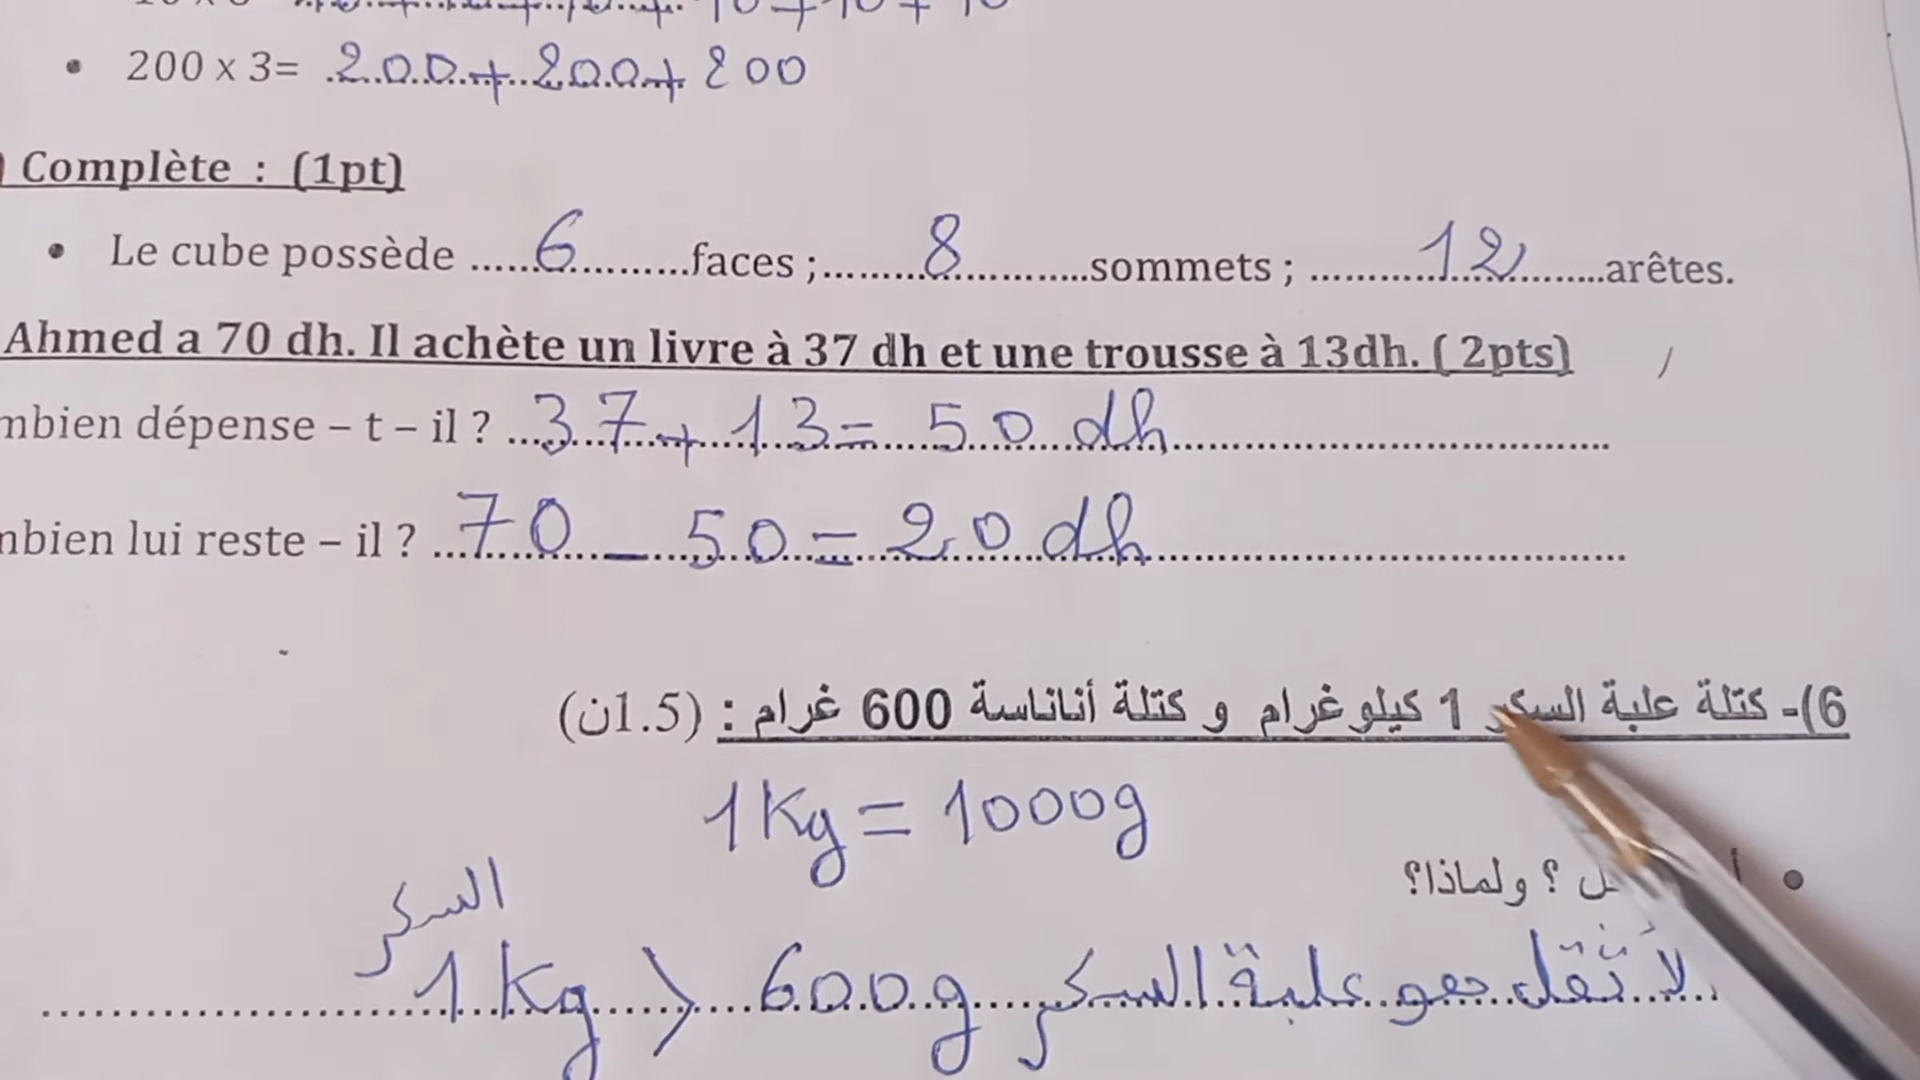 • 200 x 3= 200 + 200 + 200
Complète : (1pt)
• Le cube possède ......6..........faces ;........8............sommets ; ............12..........arêtes.
Ahmed a 70 dh. Il achète un livre à 37 dh et une trousse à 13dh. ( 2pts)
mbien dépense – t – il ? 37 + 13 = 50 dh
nbien lui reste – il ? 70 – 50 = 20 dh
6)- كتلة علبة السكر 1 كيلوغرام و كتلة أناناسة 600 غرام : (1.5ن)
1Kg = 1000g
ولماذا؟
السكر
علبة السكر 1Kg > 600g